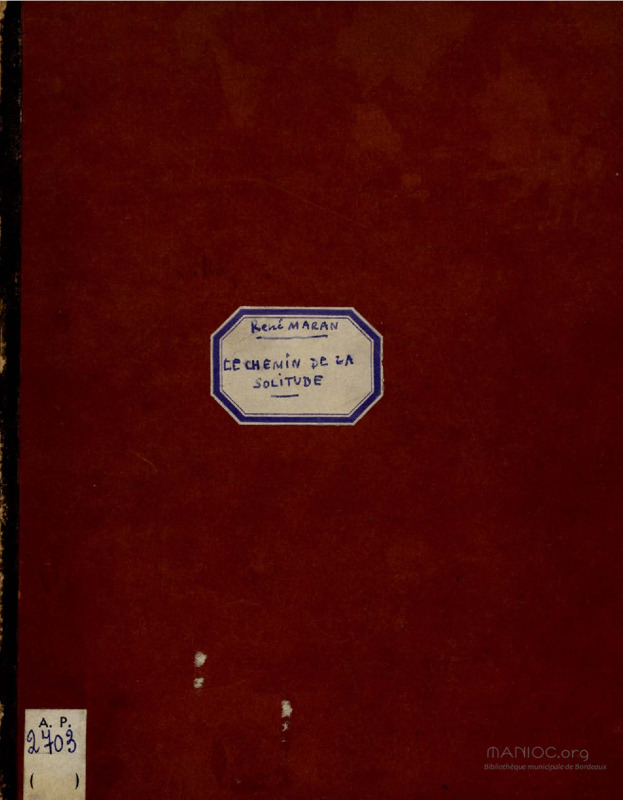 René MARAN
LE CHEMIN DE LA
SOLITUDE
A. P.
2703
( )
MANIOC.org
Bibliothèque municipale de Bordeaux